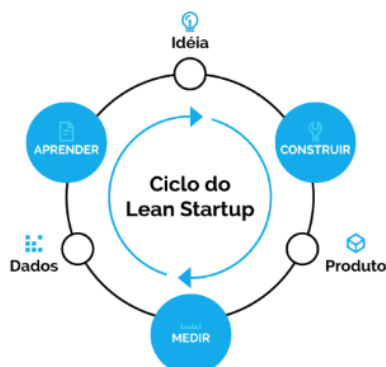 Idéia
APRENDER
CONSTRUIR
Ciclo do
Lean Startup
Dados
Produto
MEDIR